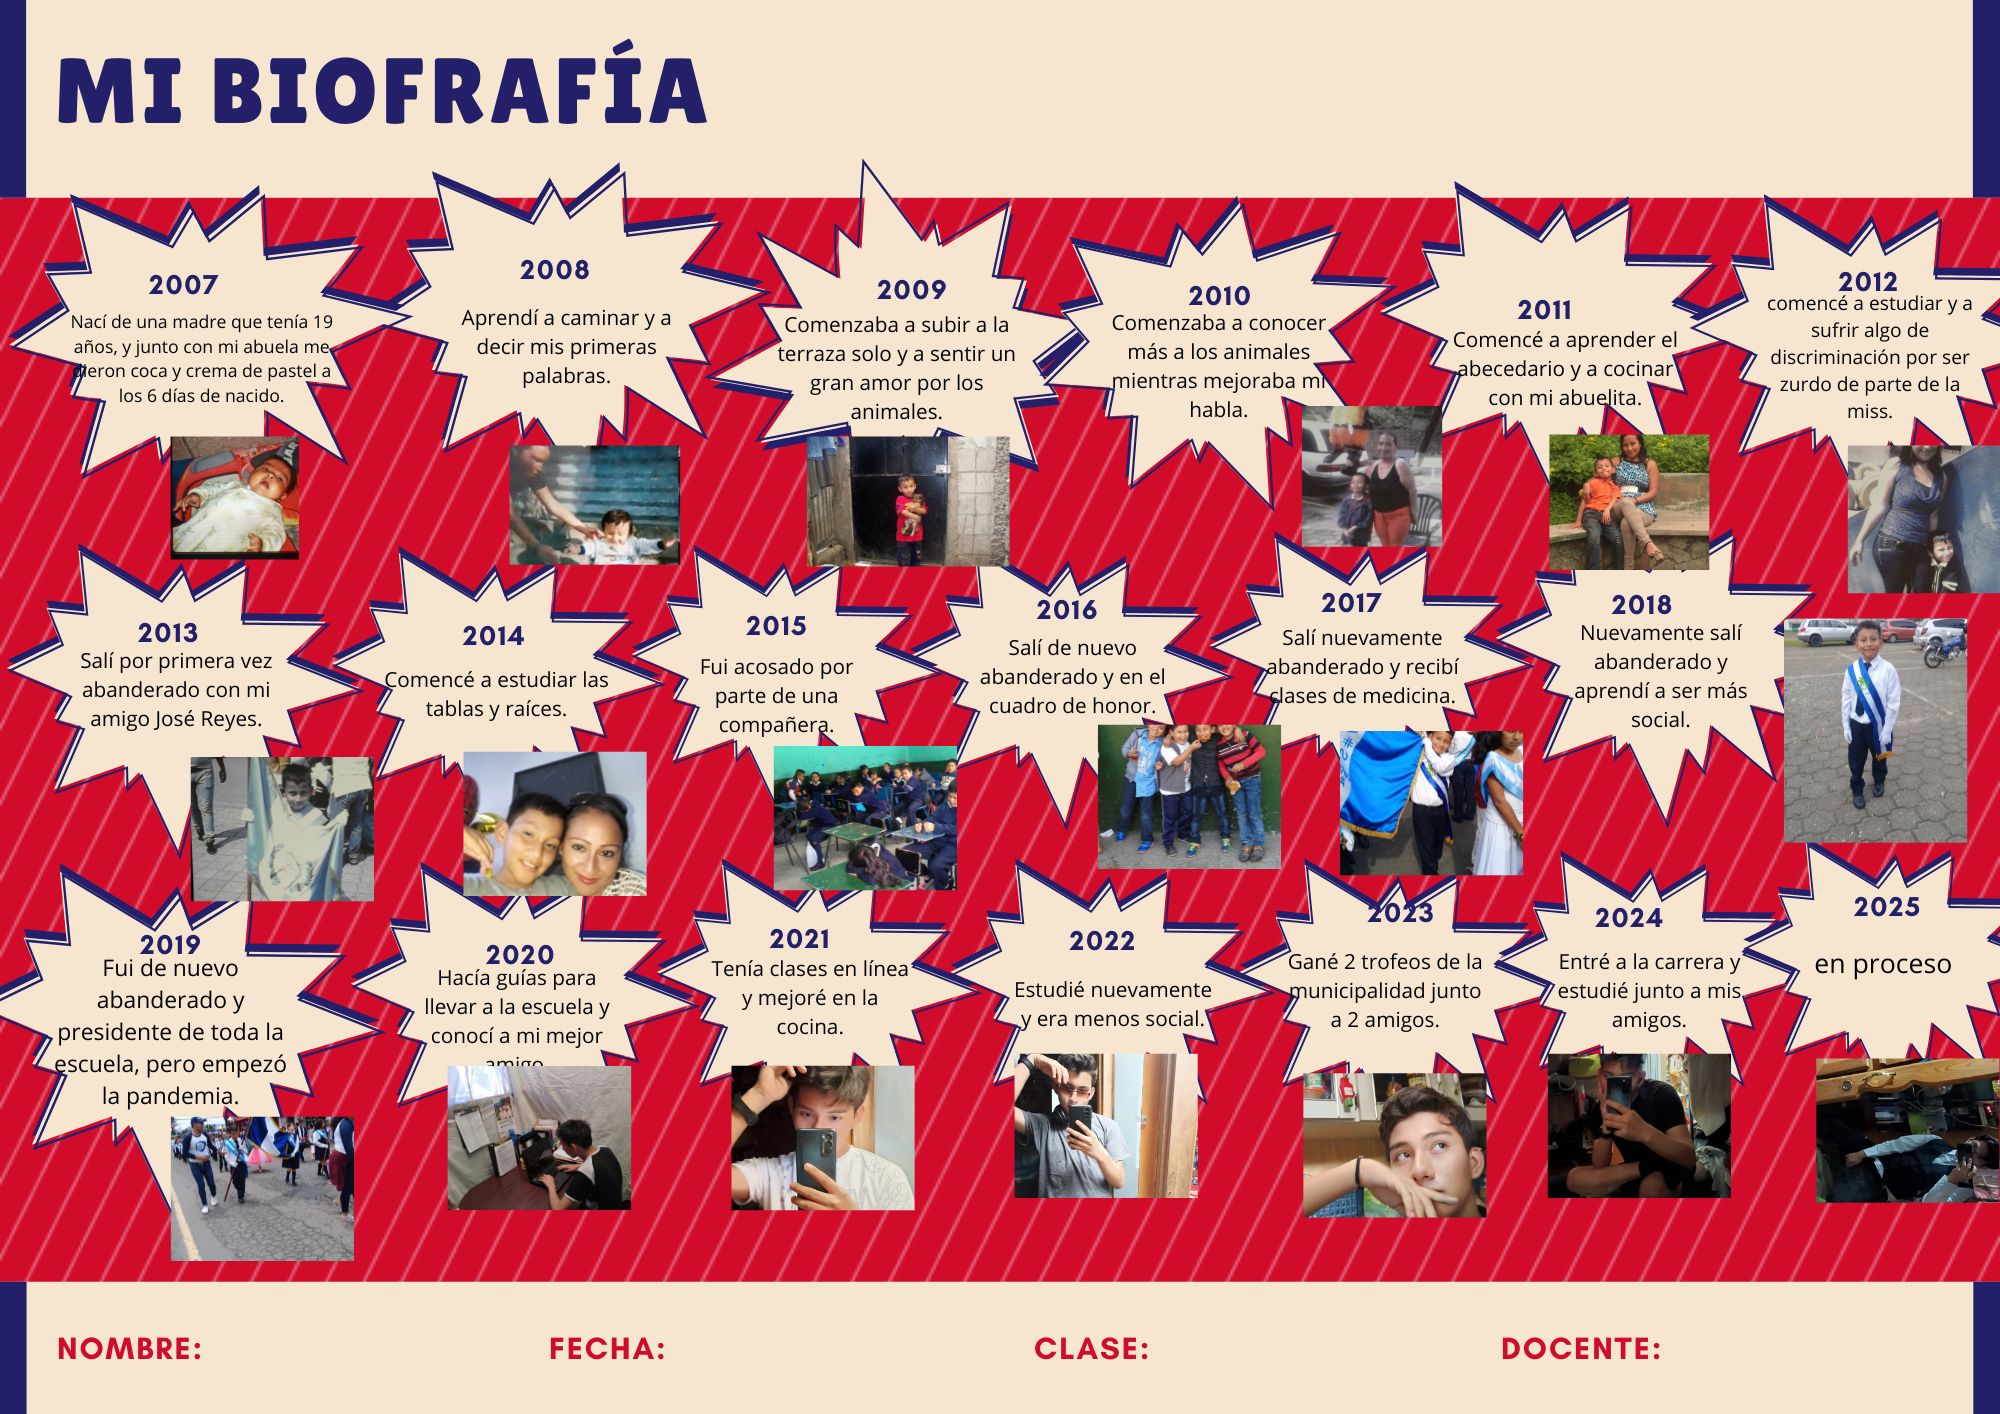 MI BIOFRAFÍA
2007
Nací de una madre que tenía 19
años, y junto con mi abuela me
dieron coca y crema de pastel a
los 6 días de nacido.
2008
Aprendí a caminar y a
decir mis primeras
palabras.
2009
Comenzaba a subir a la
terraza solo y a sentir un
gran amor por los
animales.
2010
Comenzaba a conocer
más a los animales
mientras mejoraba mi
habla.
2011
Comencé a aprender el
abecedario y a cocinar
con mi abuelita.
2012
comencé a estudiar y a
sufrir algo de
discriminación por ser
zurdo de parte de la
miss.
2013
Salí por primera vez
abanderado con mi
amigo José Reyes.
2014
Comencé a estudiar las
tablas y raíces.
2015
Fui acosado por
parte de una
compañera.
2016
Salí de nuevo
abanderado y en el
cuadro de honor.
2017
Salí nuevamente
abanderado y recibí
clases de medicina.
2018
Nuevamente salí
abanderado y
aprendí a ser más
social.
2019
Fui de nuevo
abanderado y
presidente de toda la
escuela, pero empezó
la pandemia.
2020
Hacía guías para
llevar a la escuela y
conocí a mi mejor
amigo
2021
Tenía clases en línea
y mejoré en la
cocina.
2022
Estudié nuevamente
y era menos social.
2023
Gané 2 trofeos de la
municipalidad junto
a 2 amigos.
2024
Entré a la carrera y
estudié junto a mis
amigos.
2025
en proceso
NOMBRE:
FECHA:
CLASE:
DOCENTE: